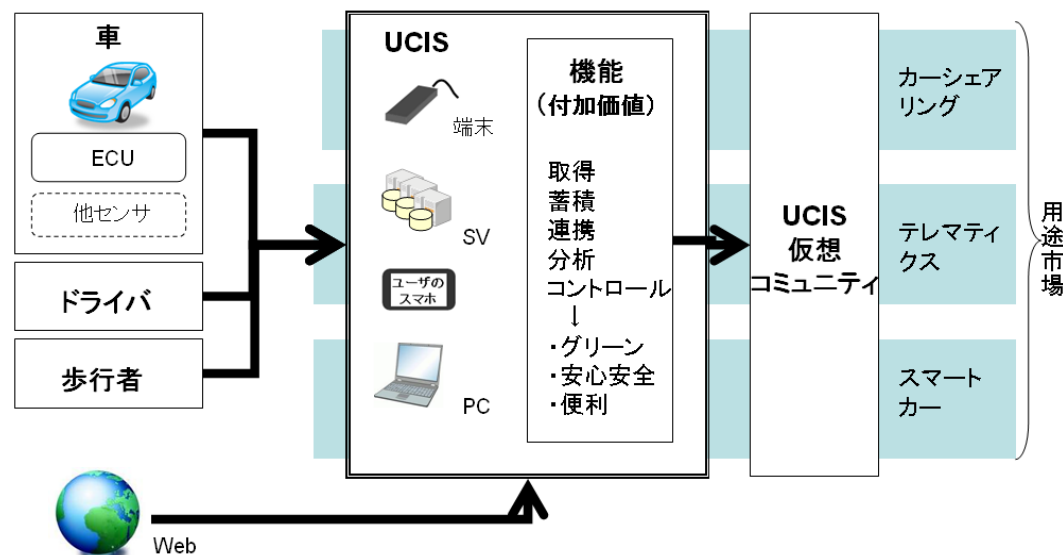 車
ECU
他センサ
ドライバ
歩行者
Web
UCIS
端末
SV
ユーザの
スマホ
PC
機能
（付加価値）
取得
蓄積
連携
分析
コントロール
↓
・グリーン
・安心安全
・便利
UCIS
仮想
コミュニティ
カーシェア
リング
テレマティ
クス
スマート
カー
用途市場